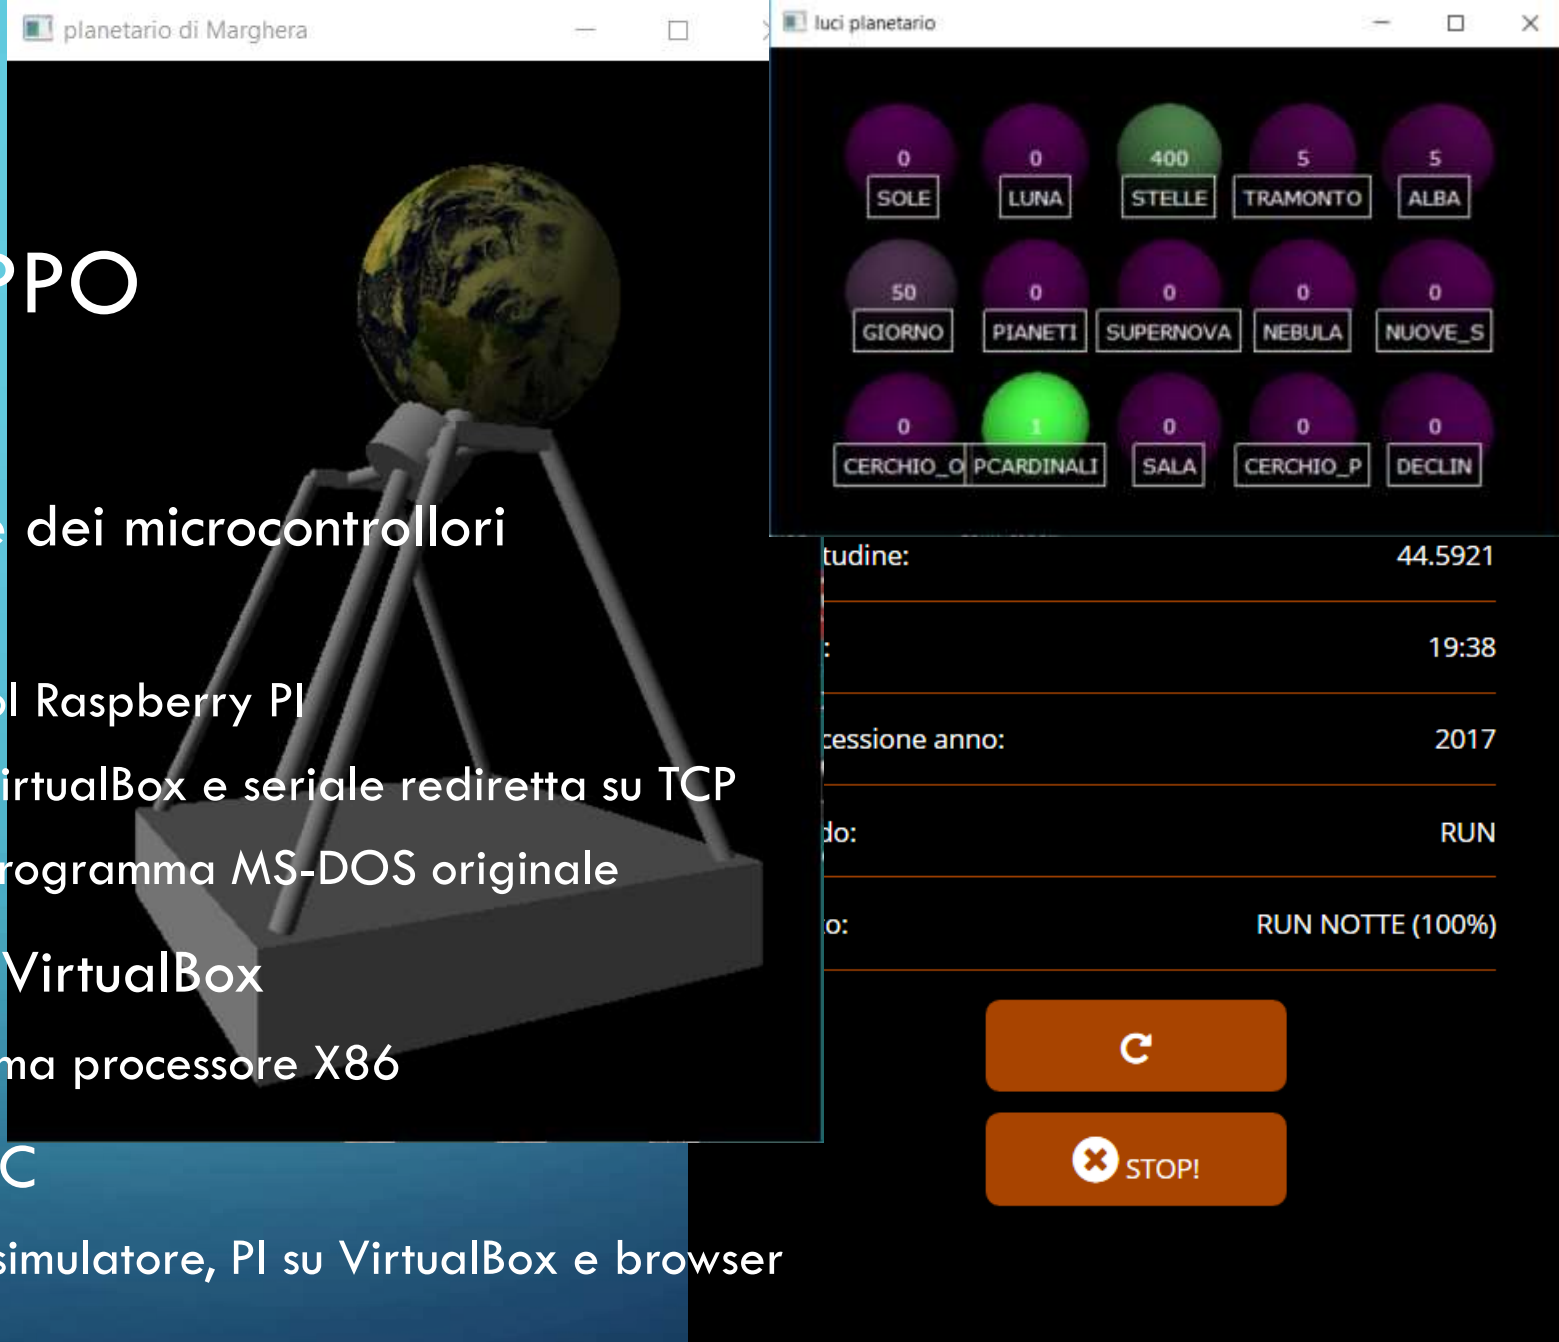 planetario di Marghera
luci planetario
0 0 400 5 5
SOLE LUNA STELLE TRAMONTO ALBA
50 0 0 0 0
GIORNO PIANETI SUPERNOVA NEBULA NUOVE_S
0 1 0 0 0
CERCHIO_O PCARDINALI SALA CERCHIO_P DECLIN
PPO
e dei microcontrollori
ol Raspberry PI
irtualBox e seriale rediretta su TCP
rogramma MS-DOS originale
VirtualBox
ma processore X86
C
simulatore, PI su VirtualBox e browser
tudine: 44.5921
: 19:38
cessione anno: 2017
do: RUN
o: RUN NOTTE (100%)
STOP!